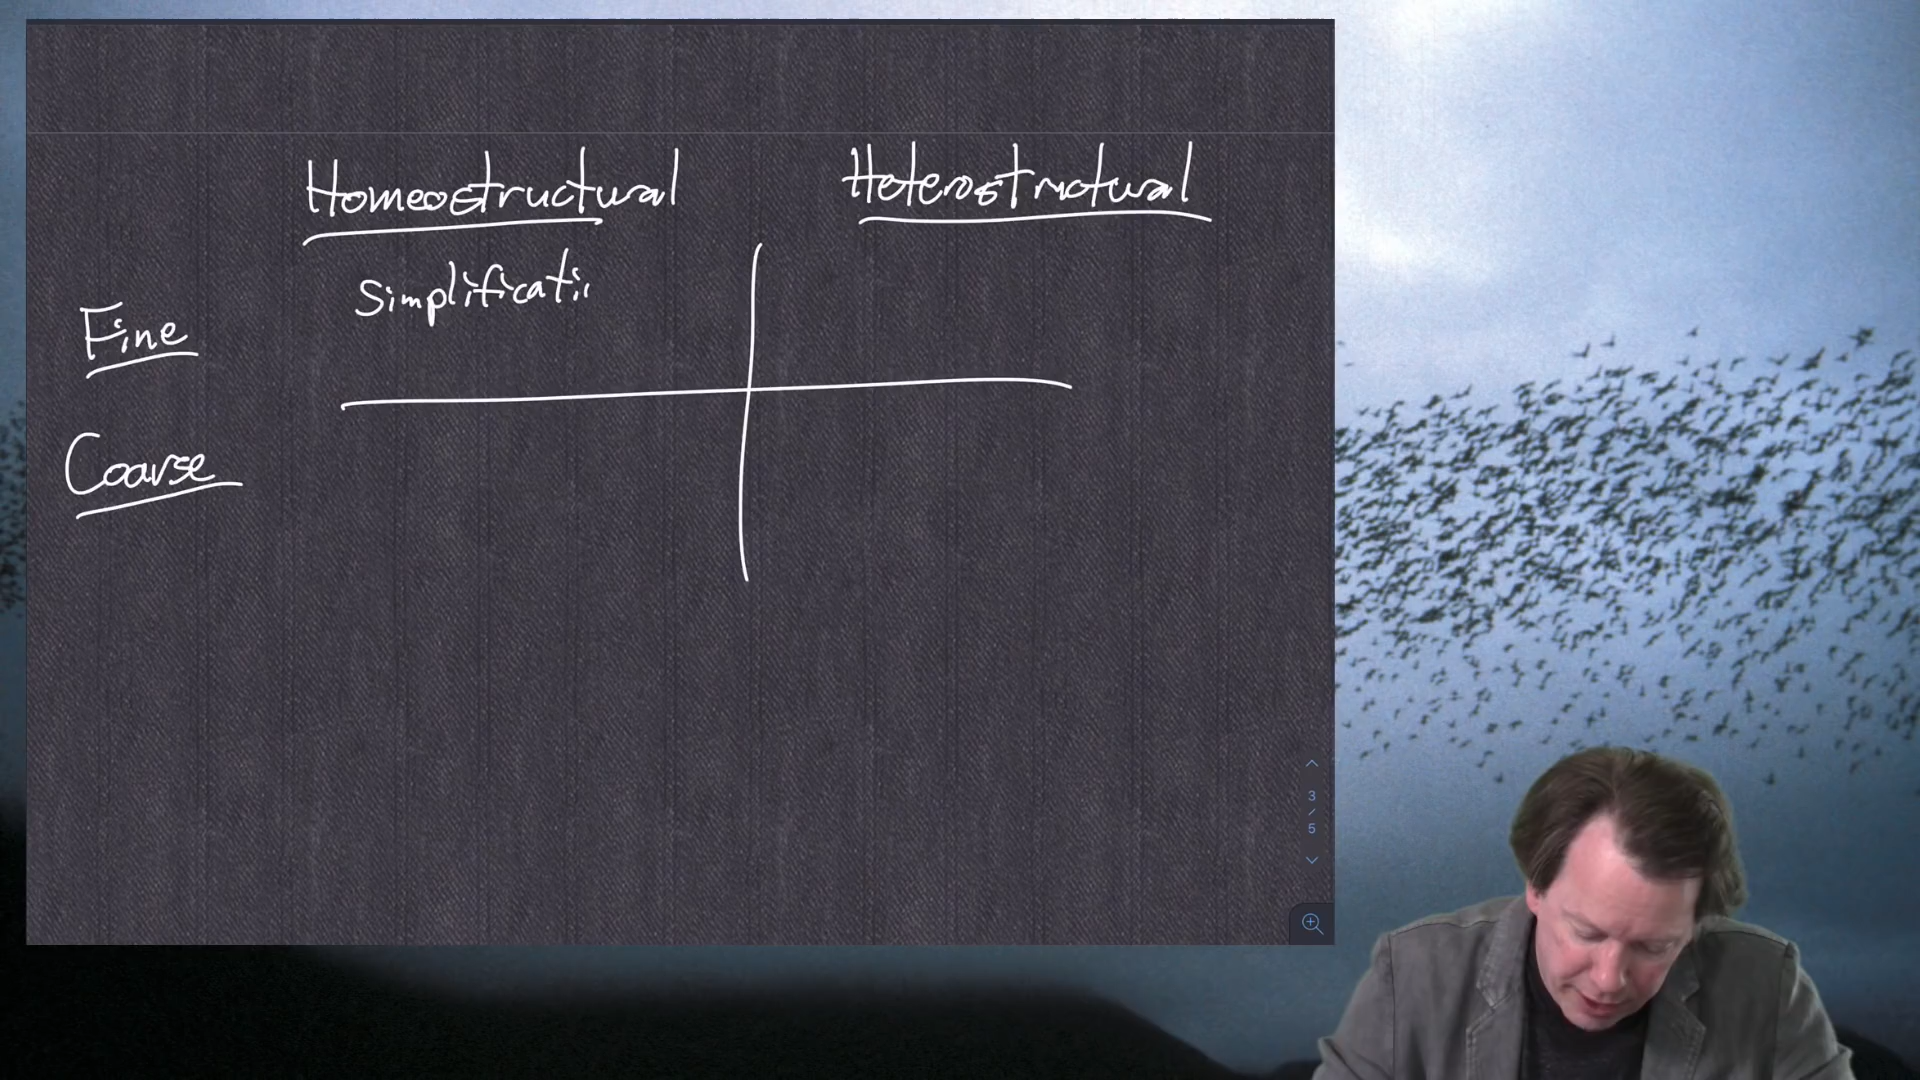 Homeostructural Heterostructural
Simplificati
Fine
Coarse
3
/
5